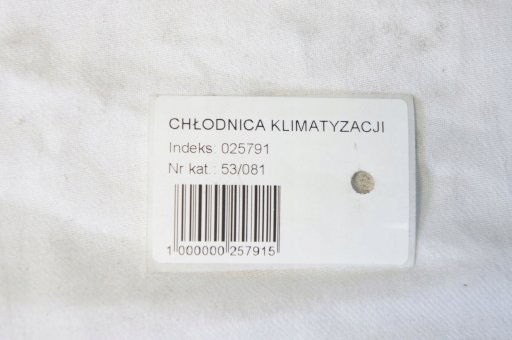 CHŁODNICA KLIMATYZACJI
Indeks: 025791
Nr kat.: 53/081
1 000000 257915